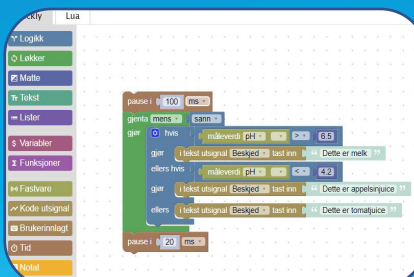 ckly Lua
Logikk
Løkker
Matte
Tekst
Lister
$ Variabler
Σ Funksjoner
Fastvare
Kode utsignal
Brukerinnlagt
Tid
Notat
pause i 100 ms
gjenta mens sann
gjør hvis måleverdi pH > 6.5
gjør i tekst utsignal Beskjed tast inn “ Dette er melk ”
ellers hvis måleverdi pH < 4.2
gjør i tekst utsignal Beskjed tast inn “ Dette er appelsinjuice ”
ellers i tekst utsignal Beskjed tast inn “ Dette er tomatjuice ”
pause i 20 ms